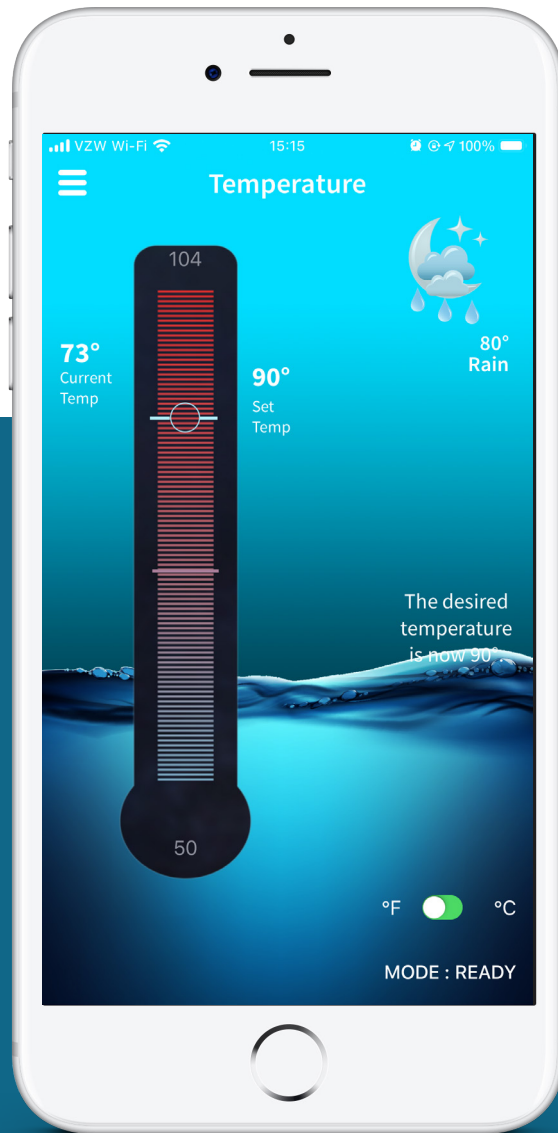 VZW Wi-Fi 15:15 100%
Temperature
104
80°
Rain
73°
Current
Temp
90°
Set
Temp
The desired
temperature
is now 90°
50
°F °C
MODE : READY